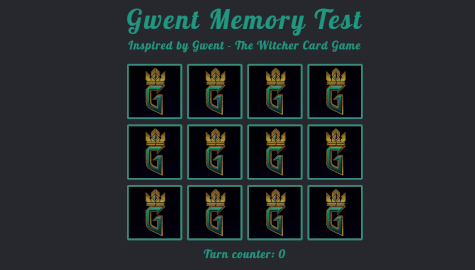 Gwent Memory Test
Inspired by Gwent - The Witcher Card Game
G G G G
G G G G
G G G G
Turn counter: 0